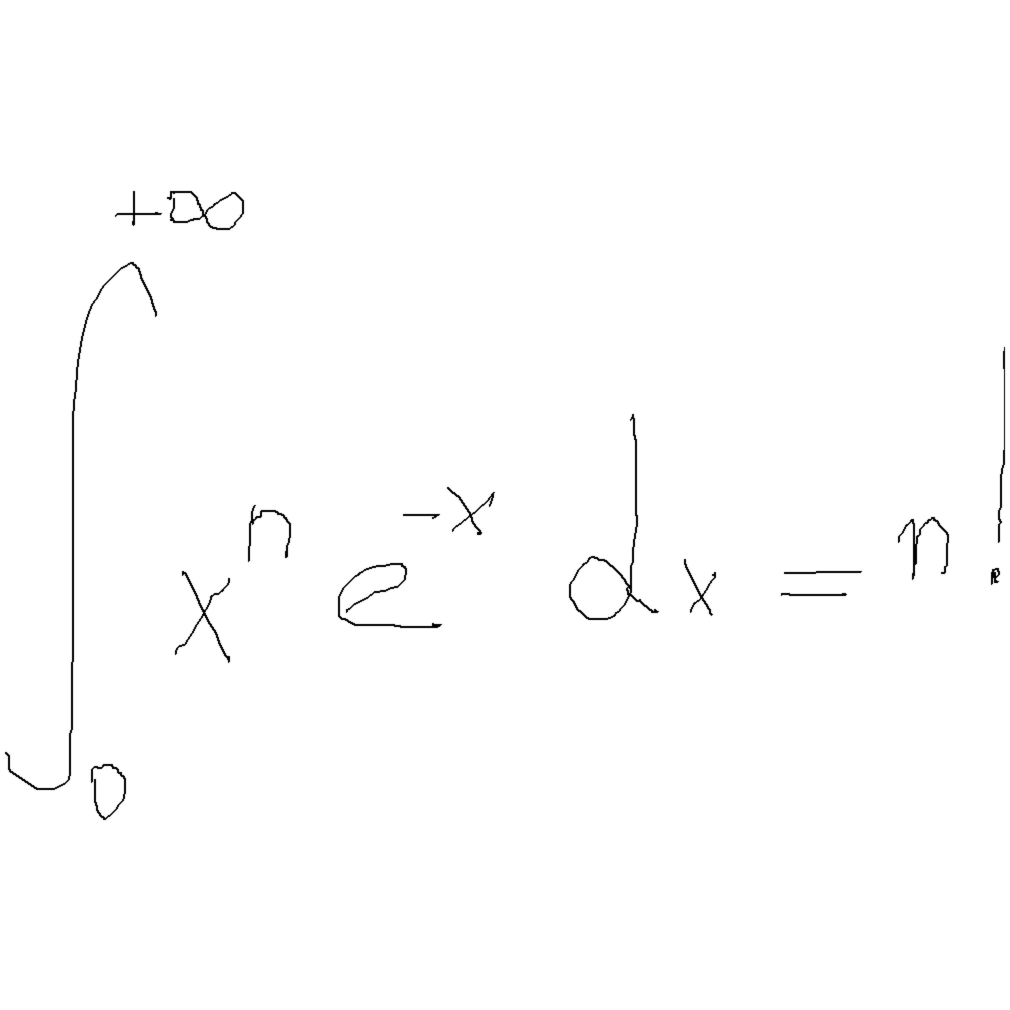 ∫₀^{+∞} xⁿ e^{-x} dx = n!